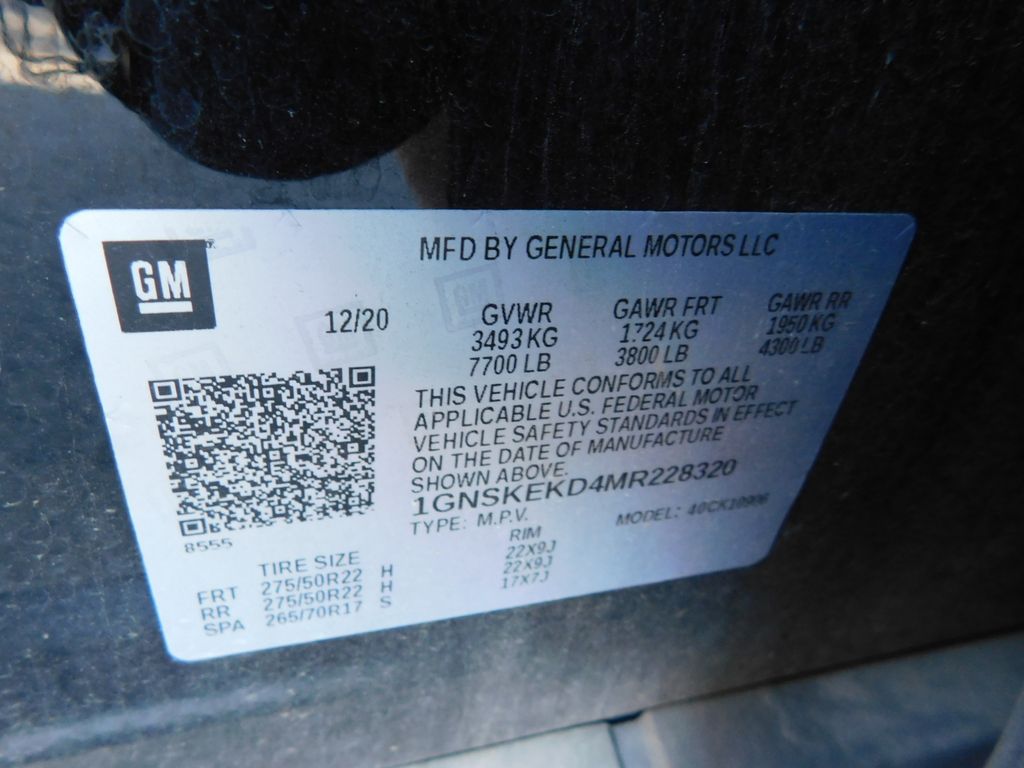 GM
MFD BY GENERAL MOTORS LLC
12/20
GVWR GAWR FRT GAWR RR
3493 KG 1724 KG 1950 KG
7700 LB 3800 LB 4300 LB
THIS VEHICLE CONFORMS TO ALL
APPLICABLE U.S. FEDERAL MOTOR
VEHICLE SAFETY STANDARDS IN EFFECT
ON THE DATE OF MANUFACTURE
SHOWN ABOVE.
1GNSKEKD4MR228320
TYPE: M.P.V. MODEL:
8555
TIRE SIZE RIM
FRT 275/50R22 H 22X9J
RR 275/50R22 H 22X9J
SPA 265/70R17 S 17X7J